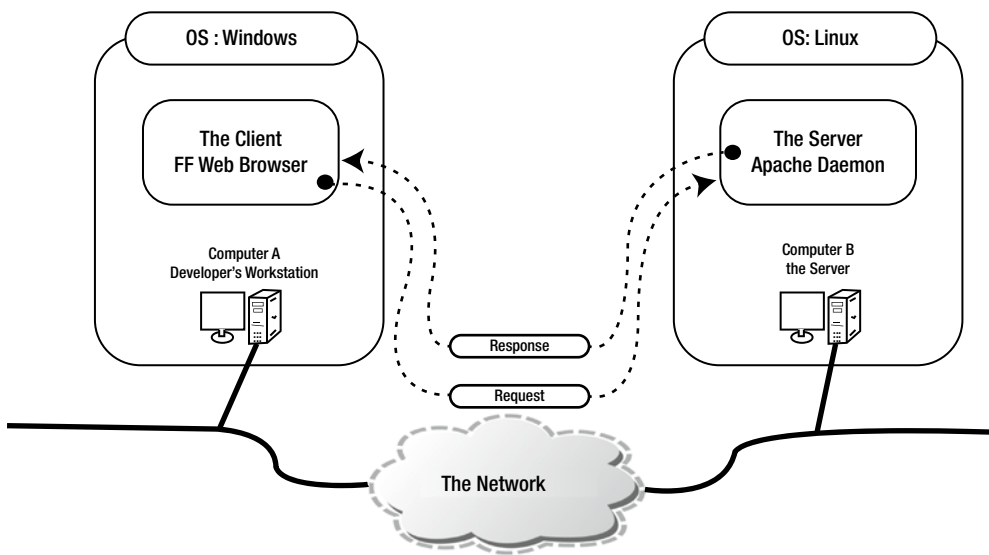 OS : Windows
The Client
FF Web Browser
Computer A
Developer's Workstation
OS: Linux
The Server
Apache Daemon
Computer B
the Server
Response
Request
The Network